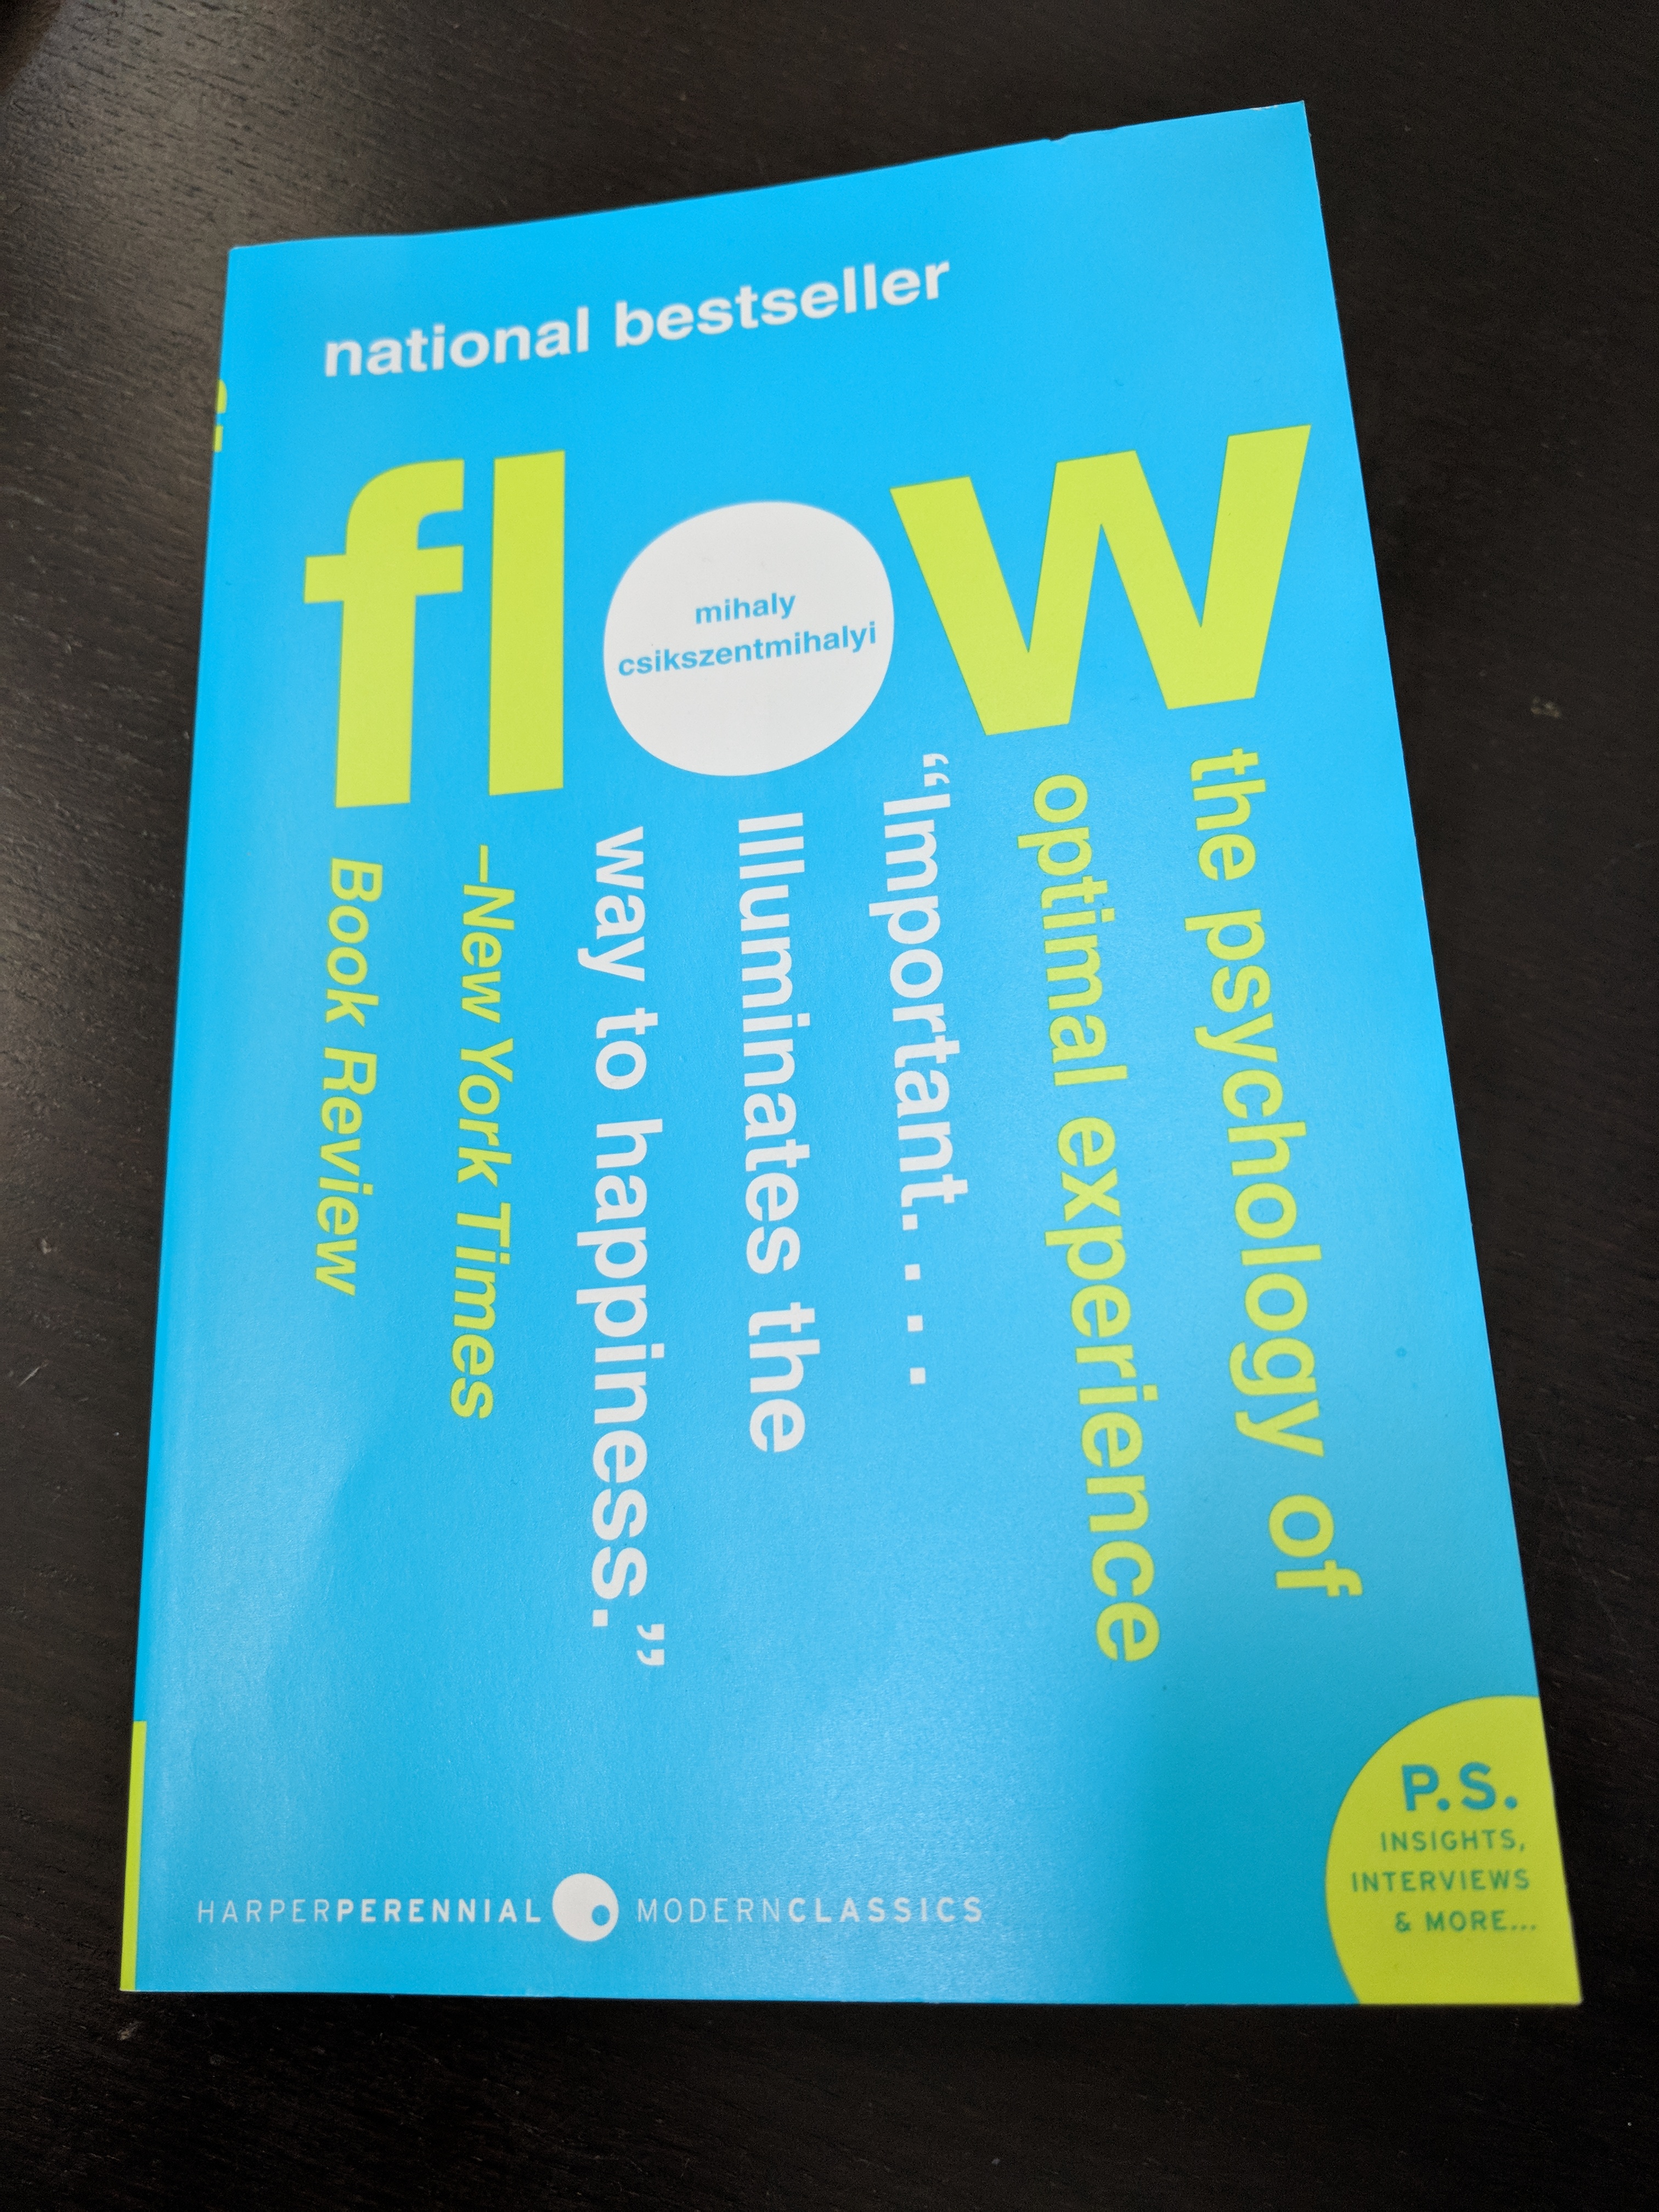 national bestseller
flow
mihaly
csikszentmihalyi
the psychology of
optimal experience
“Important. . . .
Illuminates the
way to happiness.”
–New York Times
Book Review
P.S.
INSIGHTS,
INTERVIEWS
& MORE...
HARPERPERENNIAL MODERNCLASSICS